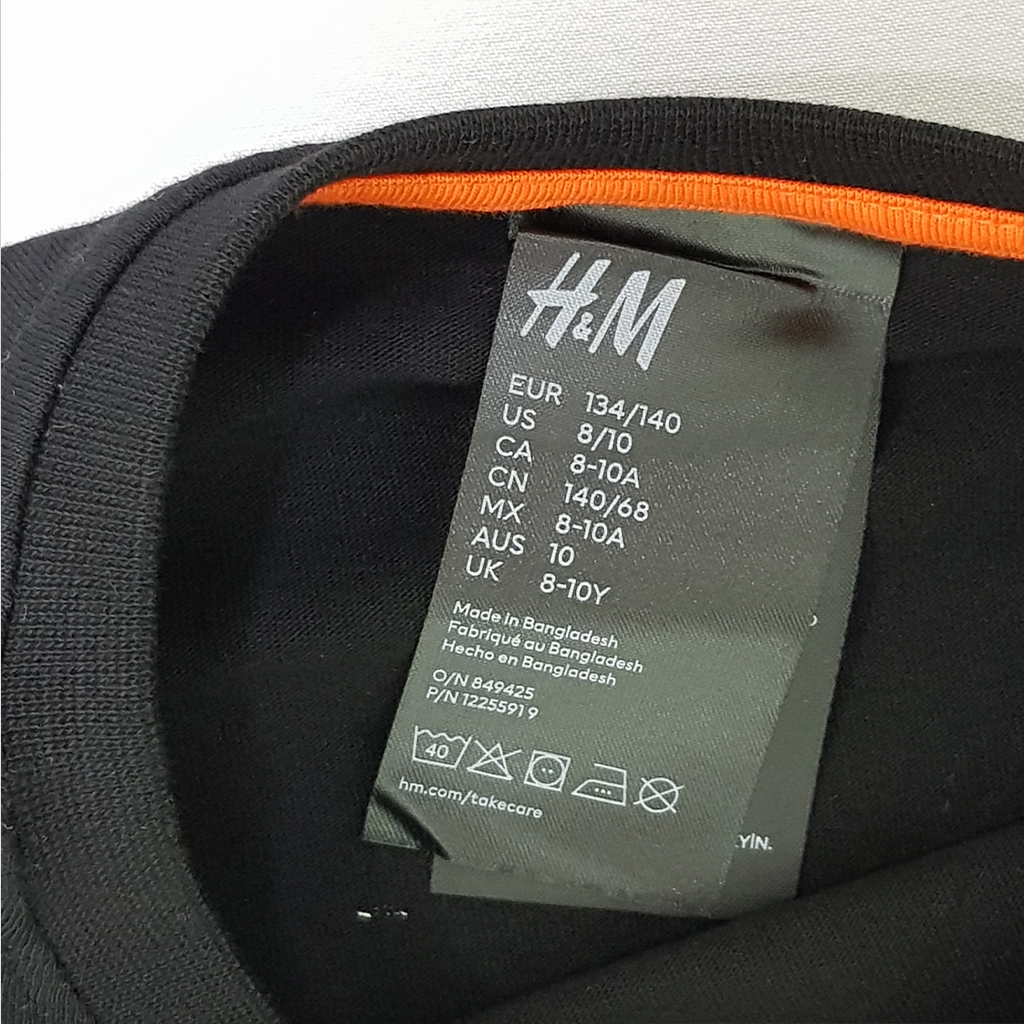 H&M
EUR 134/140
US 8/10
CA 8-10A
CN 140/68
MX 8-10A
AUS 10
UK 8-10Y
Made in Bangladesh
Fabriqué au Bangladesh
Hecho en Bangladesh
O/N 849425
P/N 12255919
40
hm.com/takecare
YİN.